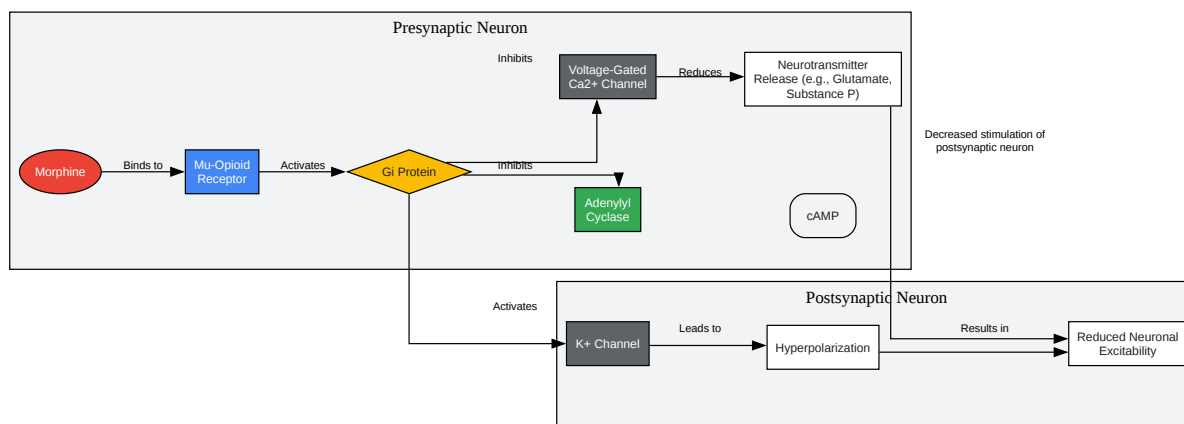 Presynaptic Neuron
Inhibits
Voltage-Gated
Ca2+ Channel
Reduces
Neurotransmitter
Release (e.g., Glutamate,
Substance P)
Decreased stimulation of
postsynaptic neuron
Morphine
Binds to
Mu-Opioid
Receptor
Activates
Gi Protein
Inhibits
Adenylyl
Cyclase
cAMP
Postsynaptic Neuron
Activates
K+ Channel
Leads to
Hyperpolarization
Results in
Reduced Neuronal
Excitability